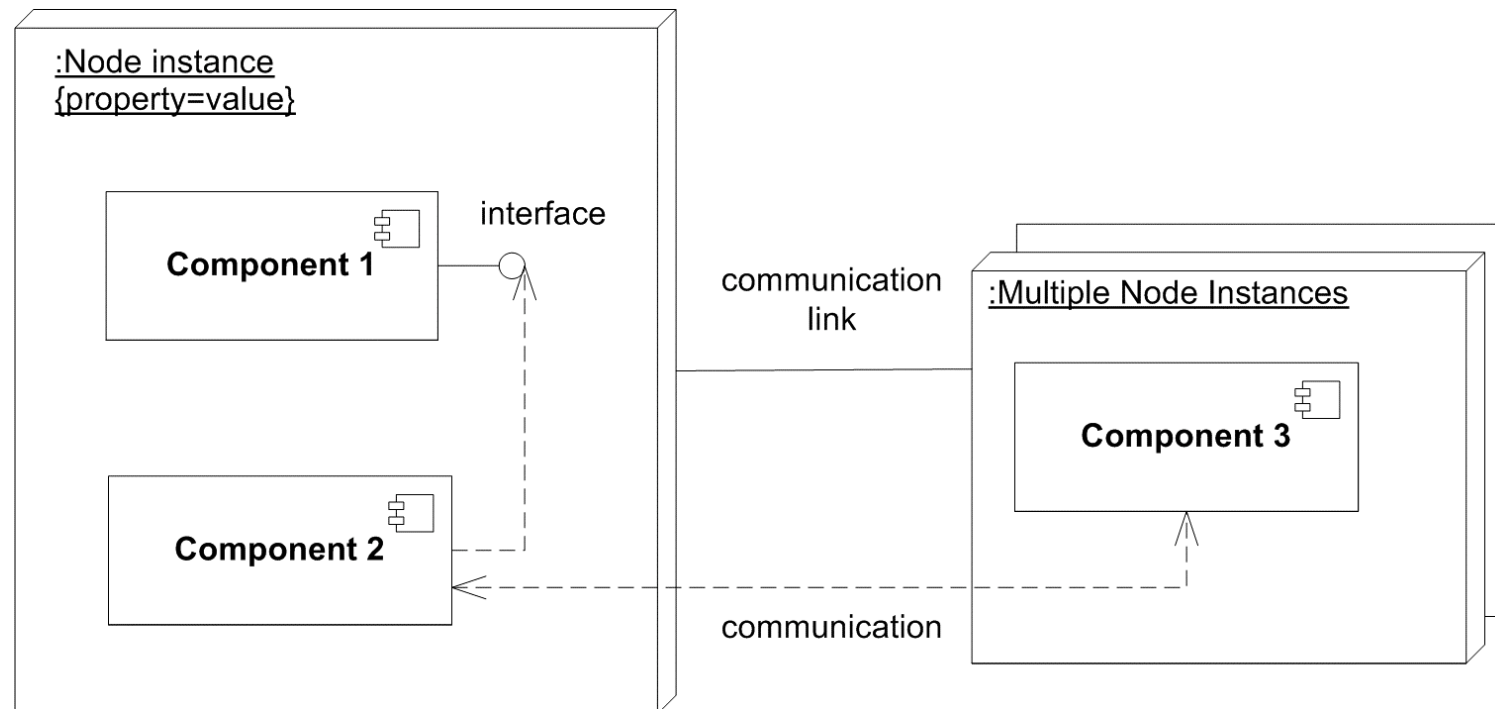 :Node instance
{property=value}
interface
Component 1
communication
link
:Multiple Node Instances
Component 3
Component 2
communication